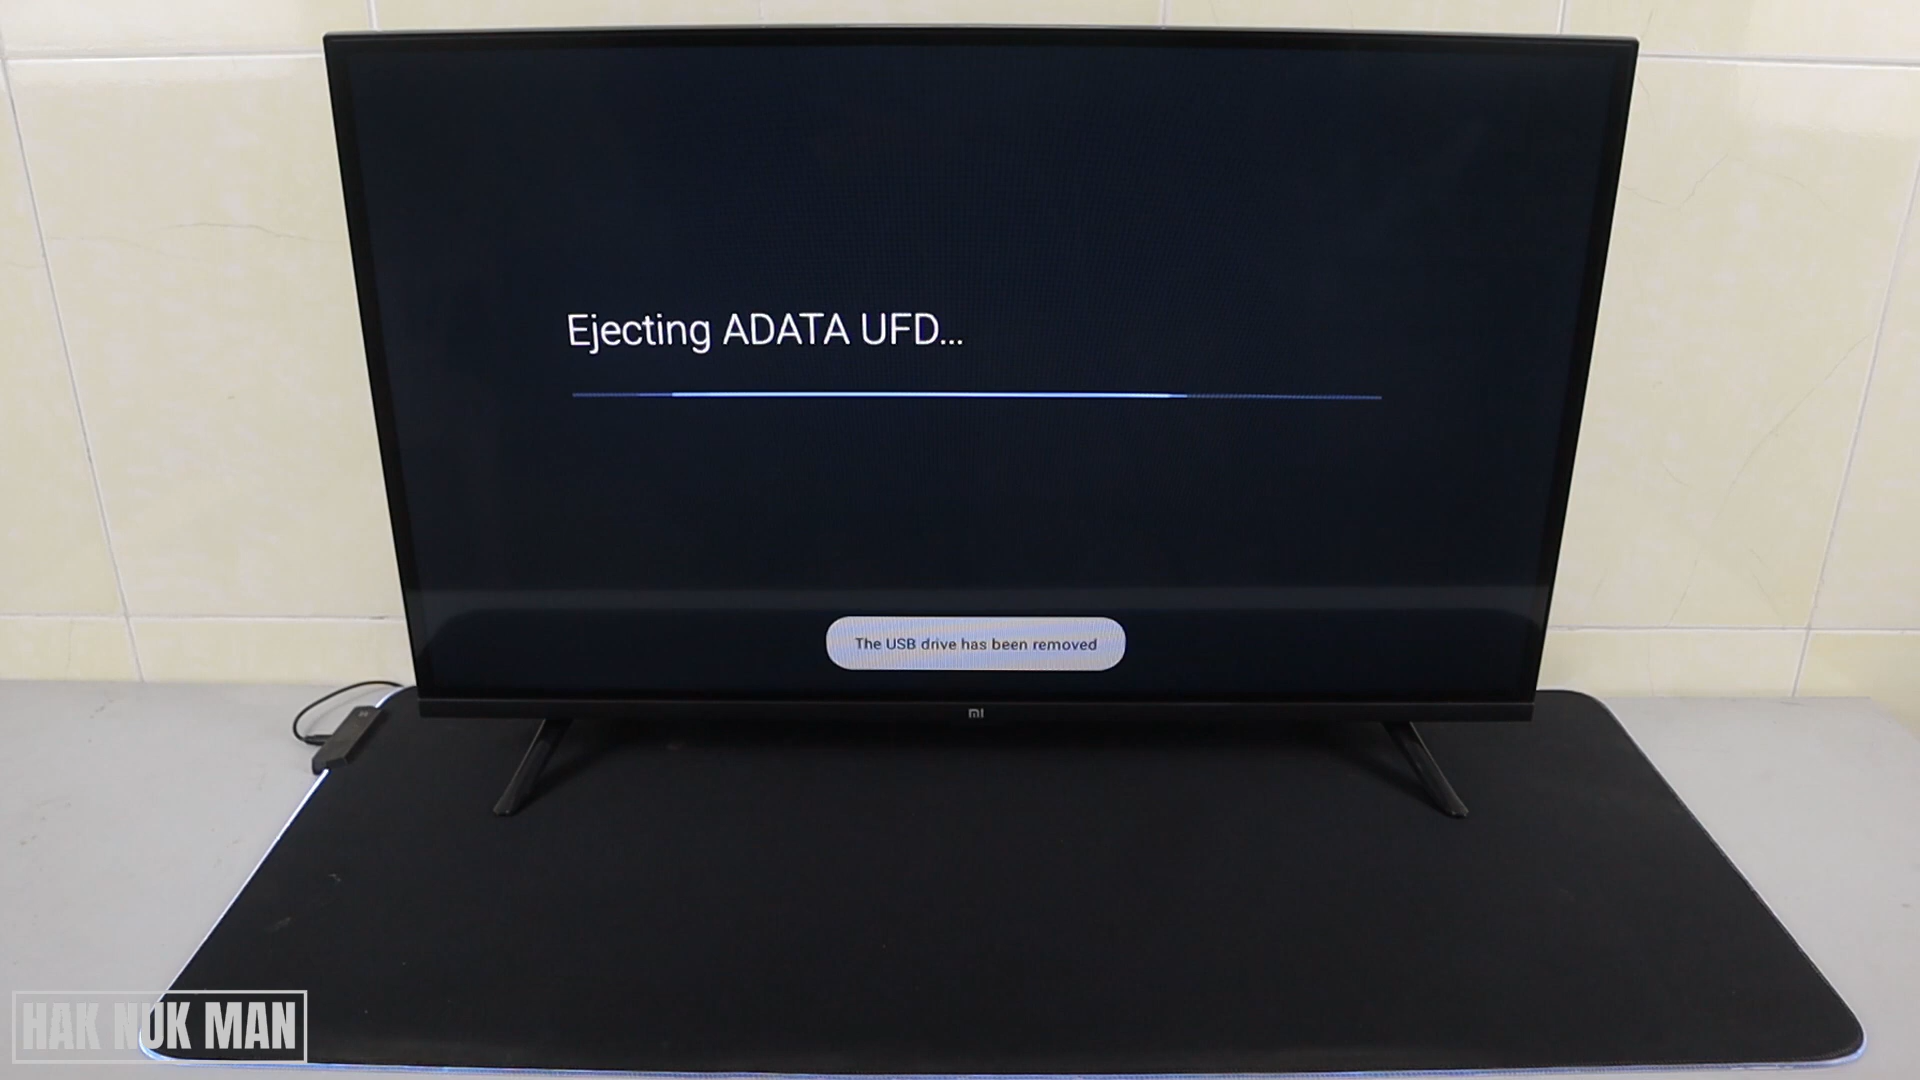 Ejecting ADATA UFD...
The USB drive has been removed
mi
HAK NUK MAN